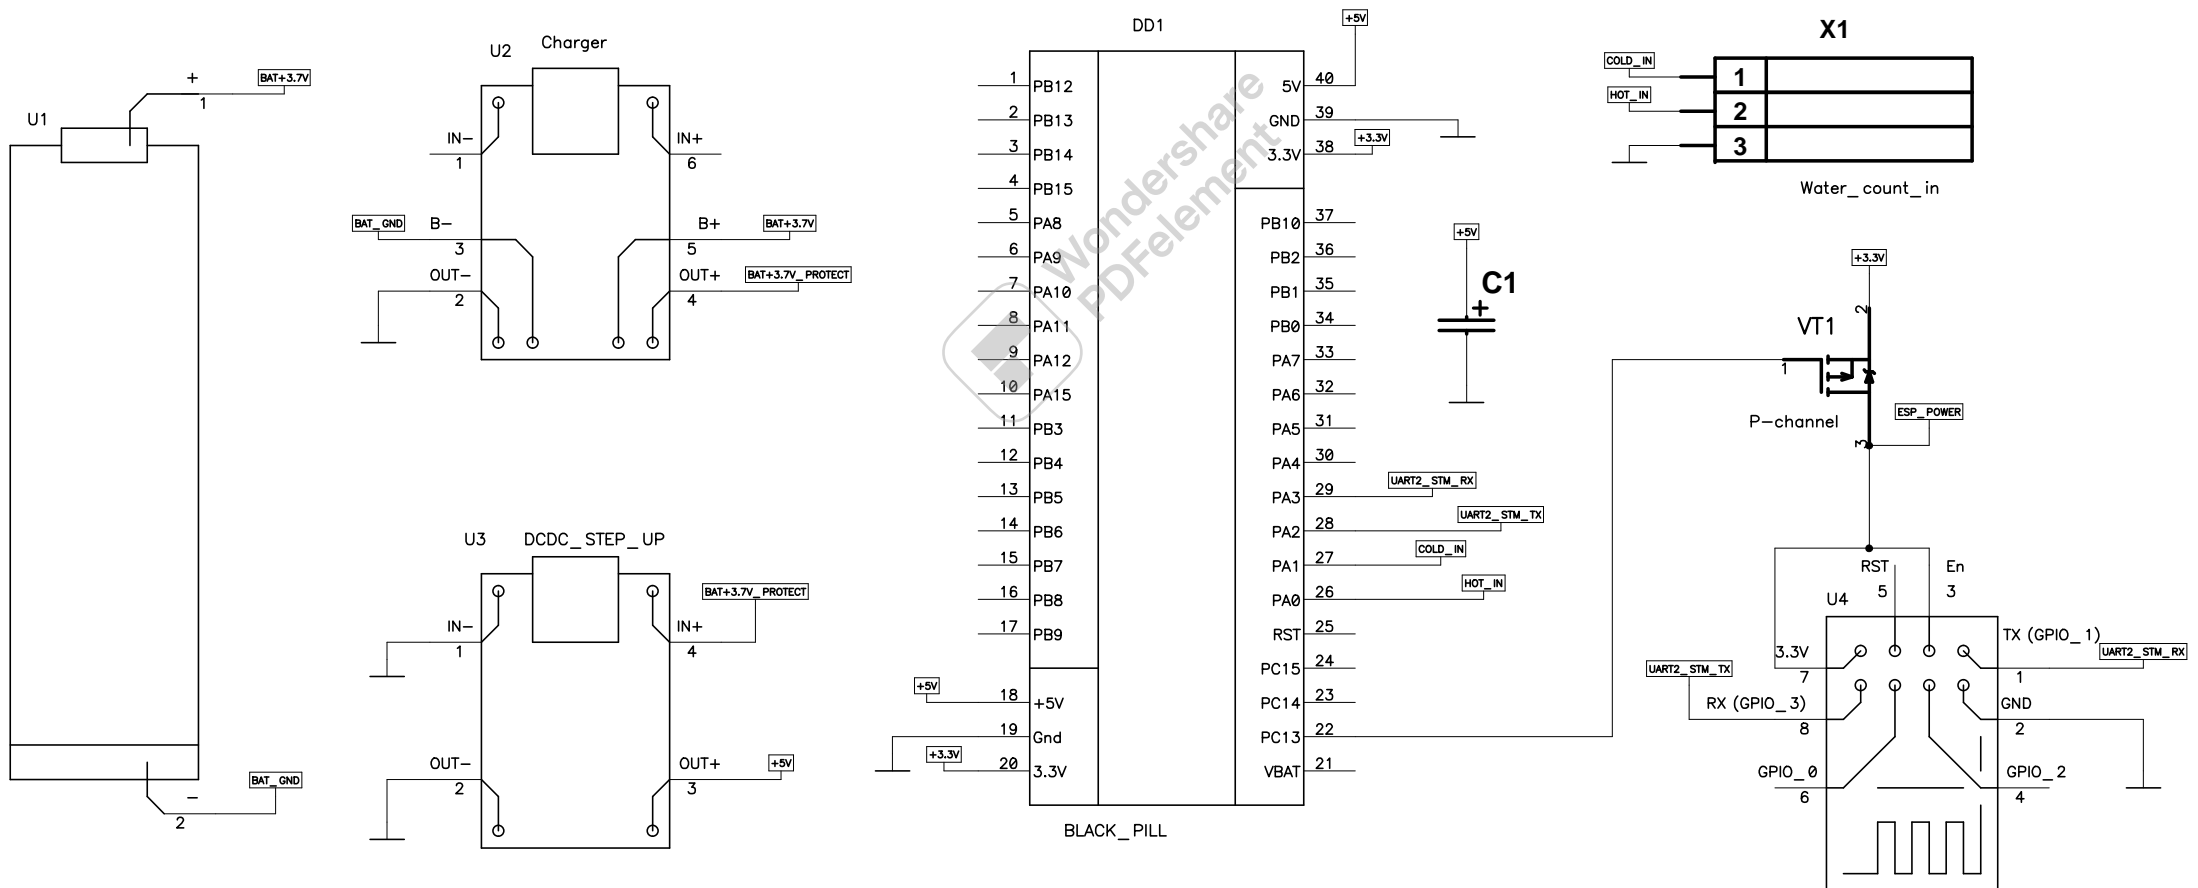 U1
+
1
BAT+3.7V
-
2
BAT_GND
U2
Charger
IN-
1
IN+
6
BAT_GND
B-
3
B+
5
BAT+3.7V
OUT-
2
OUT+
4
BAT+3.7V_PROTECT
U3
DCDC_STEP_UP
IN-
1
IN+
4
BAT+3.7V_PROTECT
OUT-
2
OUT+
3
+5V
DD1
1 PB12
2 PB13
3 PB14
4 PB15
5 PA8
6 PA9
7 PA10
8 PA11
9 PA12
10 PA15
11 PB3
12 PB4
13 PB5
14 PB6
15 PB7
16 PB8
17 PB9
+5V
18 +5V
19 Gnd
+3.3V
20 3.3V
+5V
5V 40
GND 39
+3.3V
3.3V 38
PB10 37
PB2 36
PB1 35
PB0 34
PA7 33
PA6 32
PA5 31
PA4 30
PA3 29 UART2_STM_RX
PA2 28 UART2_STM_TX
PA1 27 COLD_IN
PA0 26 HOT_IN
RST 25
PC15 24
PC14 23
PC13 22
VBAT 21
BLACK_PILL
Wondershare
PDFelement
+5V
C1
+
X1
COLD_IN
1
HOT_IN
2
3
Water_count_in
+3.3V
2
VT1
1
P-channel
3
ESP_POWER
U4
RST
5
En
3
3.3V
7
TX (GPIO_1)
1
UART2_STM_RX
UART2_STM_TX
RX (GPIO_3)
8
GND
2
GPIO_0
6
GPIO_2
4